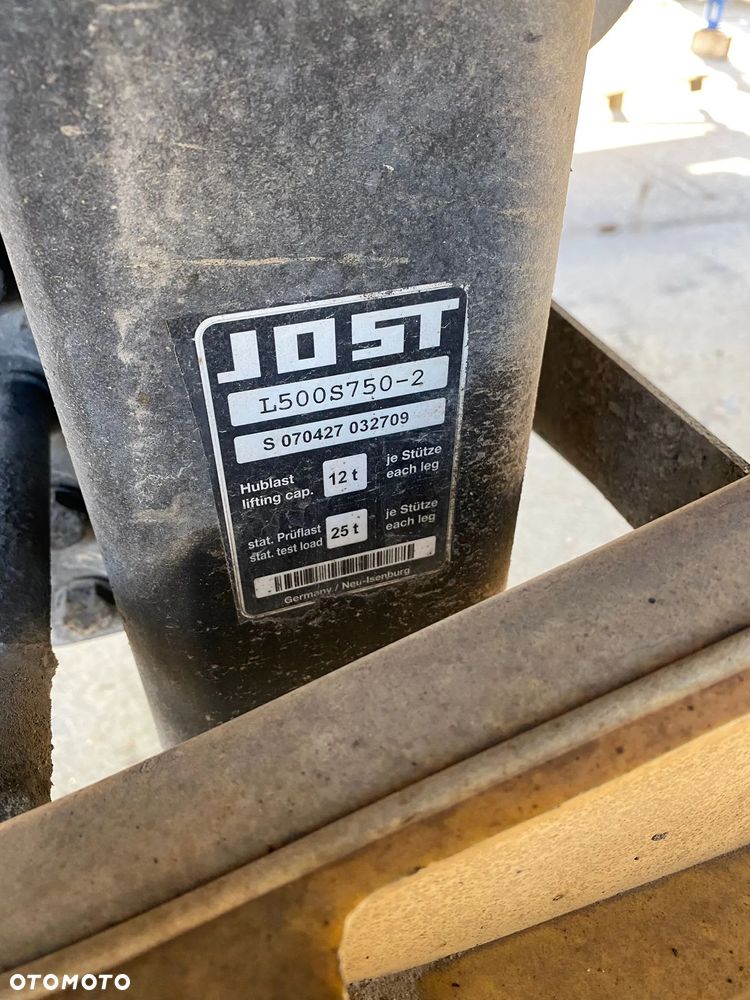 JOST
L500S750-2
S 070427 032709
Hublast
lifting cap.
12 t
je Stütze
each leg
stat. Prüflast
stat. test load
25 t
je Stütze
each leg
Germany / Neu-Isenburg
OTOMOTO